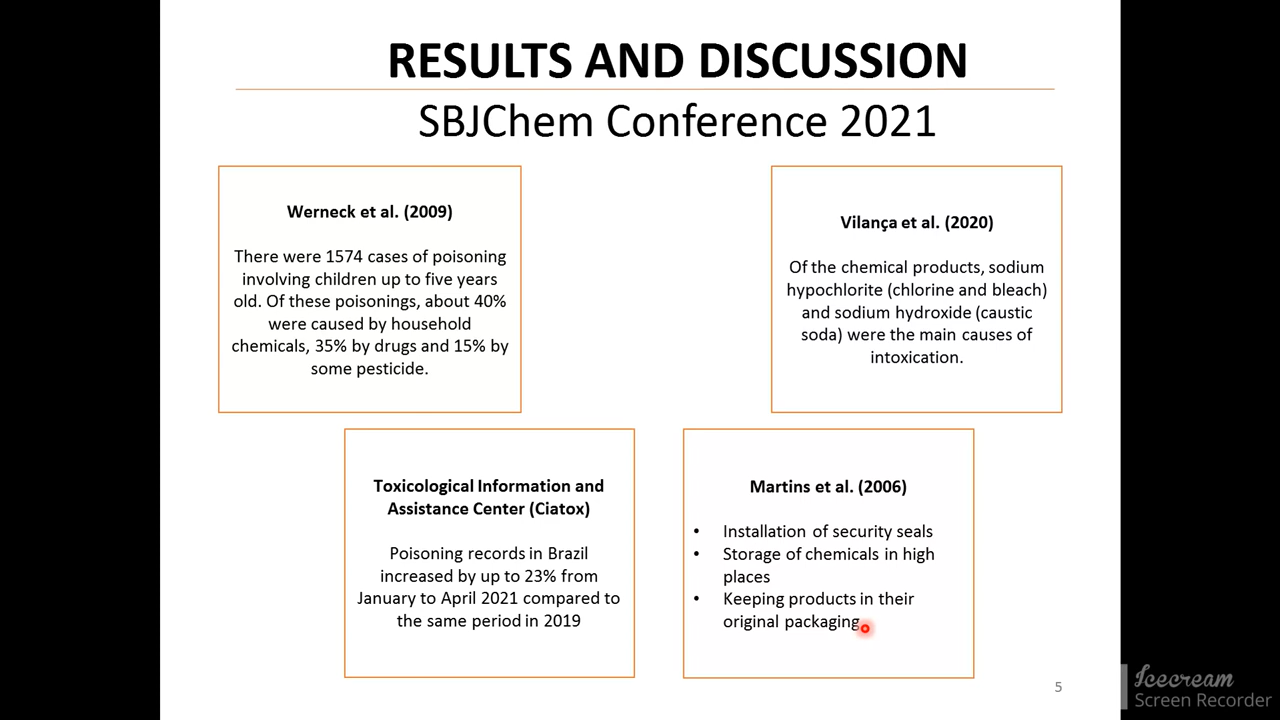 RESULTS AND DISCUSSION
SBJChem Conference 2021
Werneck et al. (2009)
There were 1574 cases of poisoning
involving children up to five years
old. Of these poisonings, about 40%
were caused by household
chemicals, 35% by drugs and 15% by
some pesticide.
Vilança et al. (2020)
Of the chemical products, sodium
hypochlorite (chlorine and bleach)
and sodium hydroxide (caustic
soda) were the main causes of
intoxication.
Toxicological Information and
Assistance Center (Ciatox)
Poisoning records in Brazil
increased by up to 23% from
January to April 2021 compared to
the same period in 2019
Martins et al. (2006)
• Installation of security seals
• Storage of chemicals in high
places
• Keeping products in their
original packaging
5
Icecream
Screen Recorder